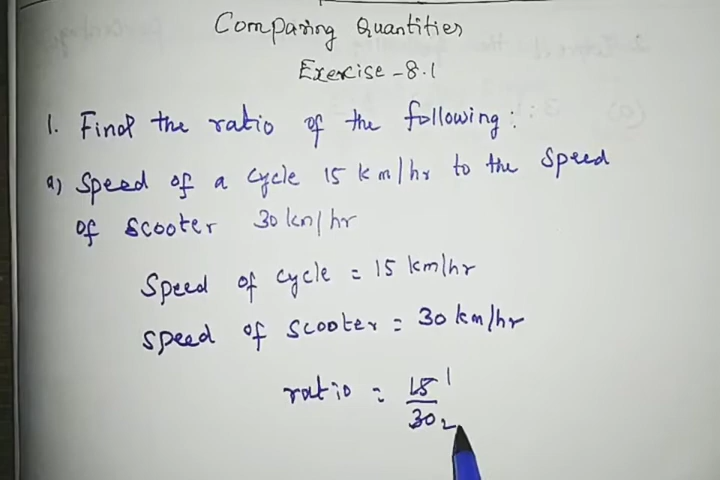 Comparing Quantities
Exercise - 8.1
1. Find the ratio of the following :
a) Speed of a cycle 15 km/hr to the speed
of scooter 30 km/hr
Speed of cycle = 15 km/hr
speed of scooter = 30 km/hr
ratio = 15 1
30 2